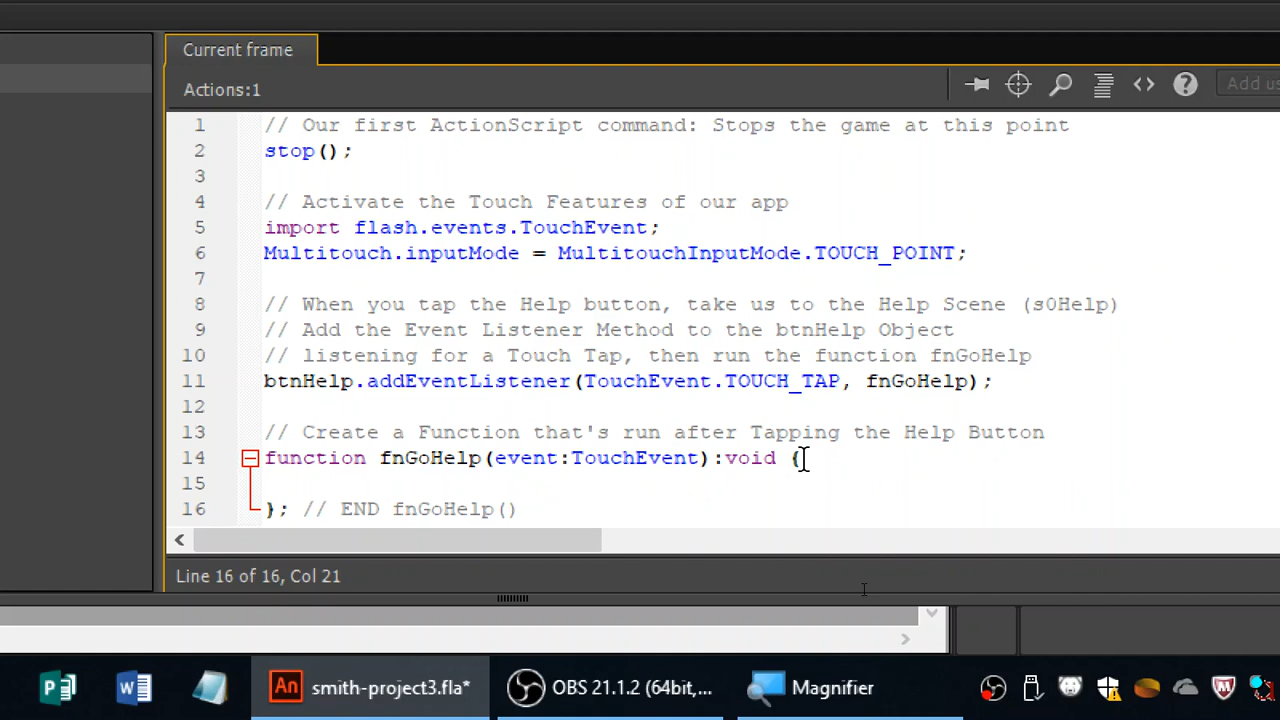 Current frame
Actions:1
Add us
1 // Our first ActionScript command: Stops the game at this point
2 stop();
3
4 // Activate the Touch Features of our app
5 import flash.events.TouchEvent;
6 Multitouch.inputMode = MultitouchInputMode.TOUCH_POINT;
7
8 // When you tap the Help button, take us to the Help Scene (s0Help)
9 // Add the Event Listener Method to the btnHelp Object
10 // listening for a Touch Tap, then run the function fnGoHelp
11 btnHelp.addEventListener(TouchEvent.TOUCH_TAP, fnGoHelp);
12
13 // Create a Function that's run after Tapping the Help Button
14 function fnGoHelp(event:TouchEvent):void {
15
16 }; // END fnGoHelp()
Line 16 of 16, Col 21
An smith-project3.fla* OBS 21.1.2 (64bit,... Magnifier